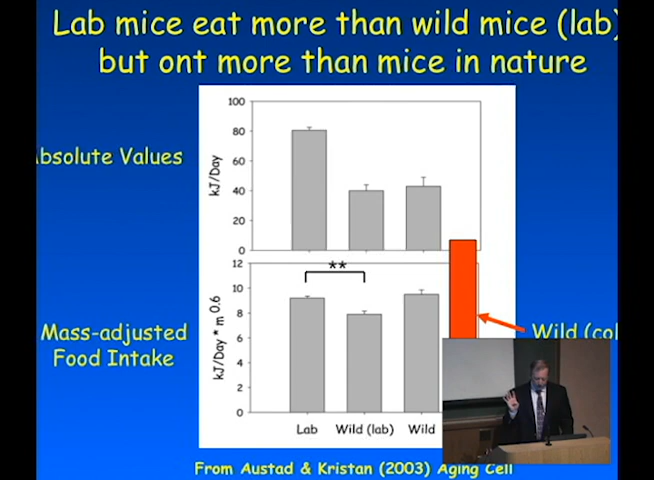 Lab mice eat more than wild mice (lab)
but ont more than mice in nature
Absolute Values
kJ/Day
100
80
60
40
20
0
**
Mass-adjusted
Food Intake
kJ/Day * m 0.6
12
10
8
6
4
2
0
Wild (col
Lab Wild (lab) Wild
From Austad & Kristan (2003) Aging Cell